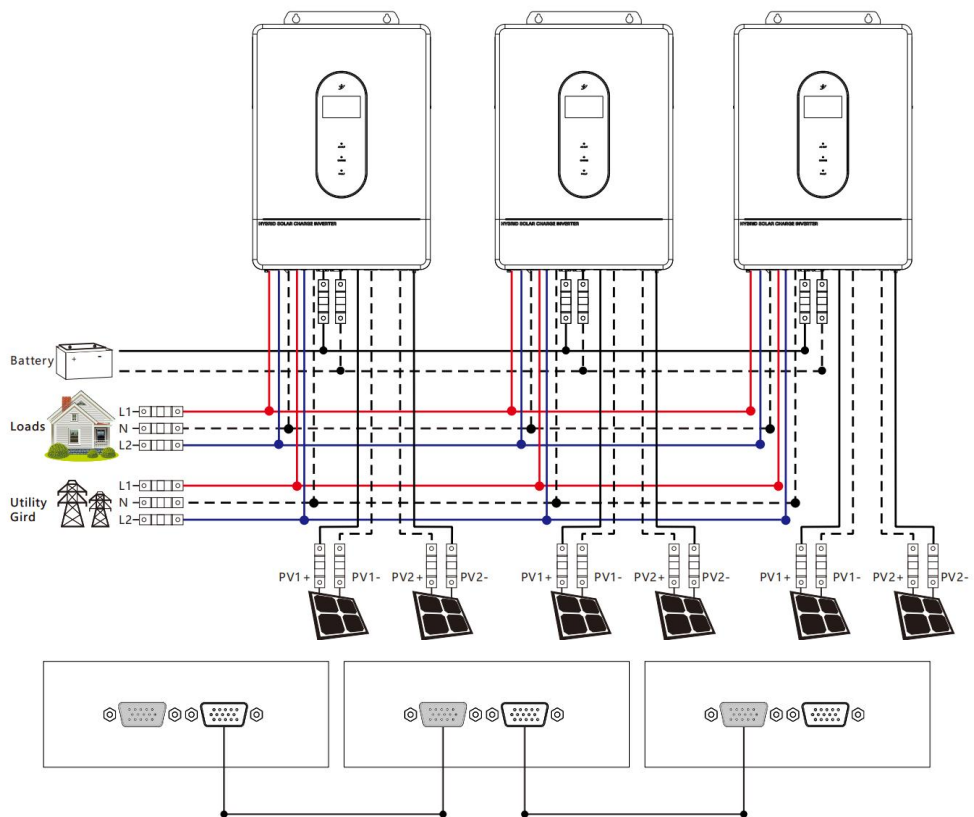 HYBRID SOLAR CHARGE INVERTER
HYBRID SOLAR CHARGE INVERTER
HYBRID SOLAR CHARGE INVERTER
Battery
Loads
L1
N
L2
Utility
Gird
L1
N
L2
PV1+ PV1- PV2+ PV2- PV1+ PV1- PV2+ PV2- PV1+ PV1- PV2+ PV2-